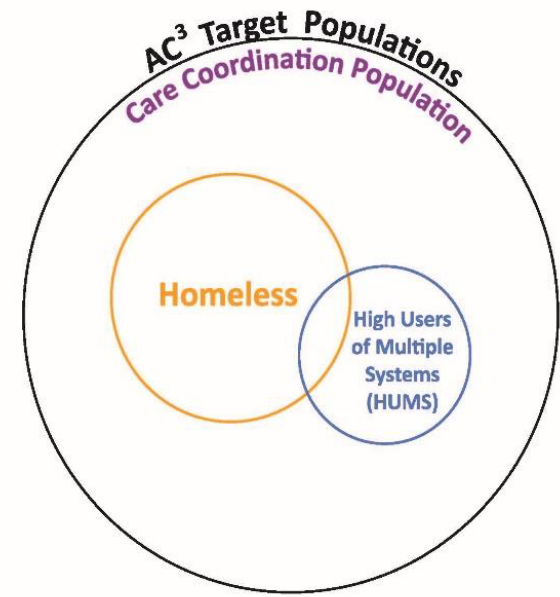 AC³ Target Populations
Care Coordination Population
Homeless
High Users
of Multiple
Systems
(HUMS)